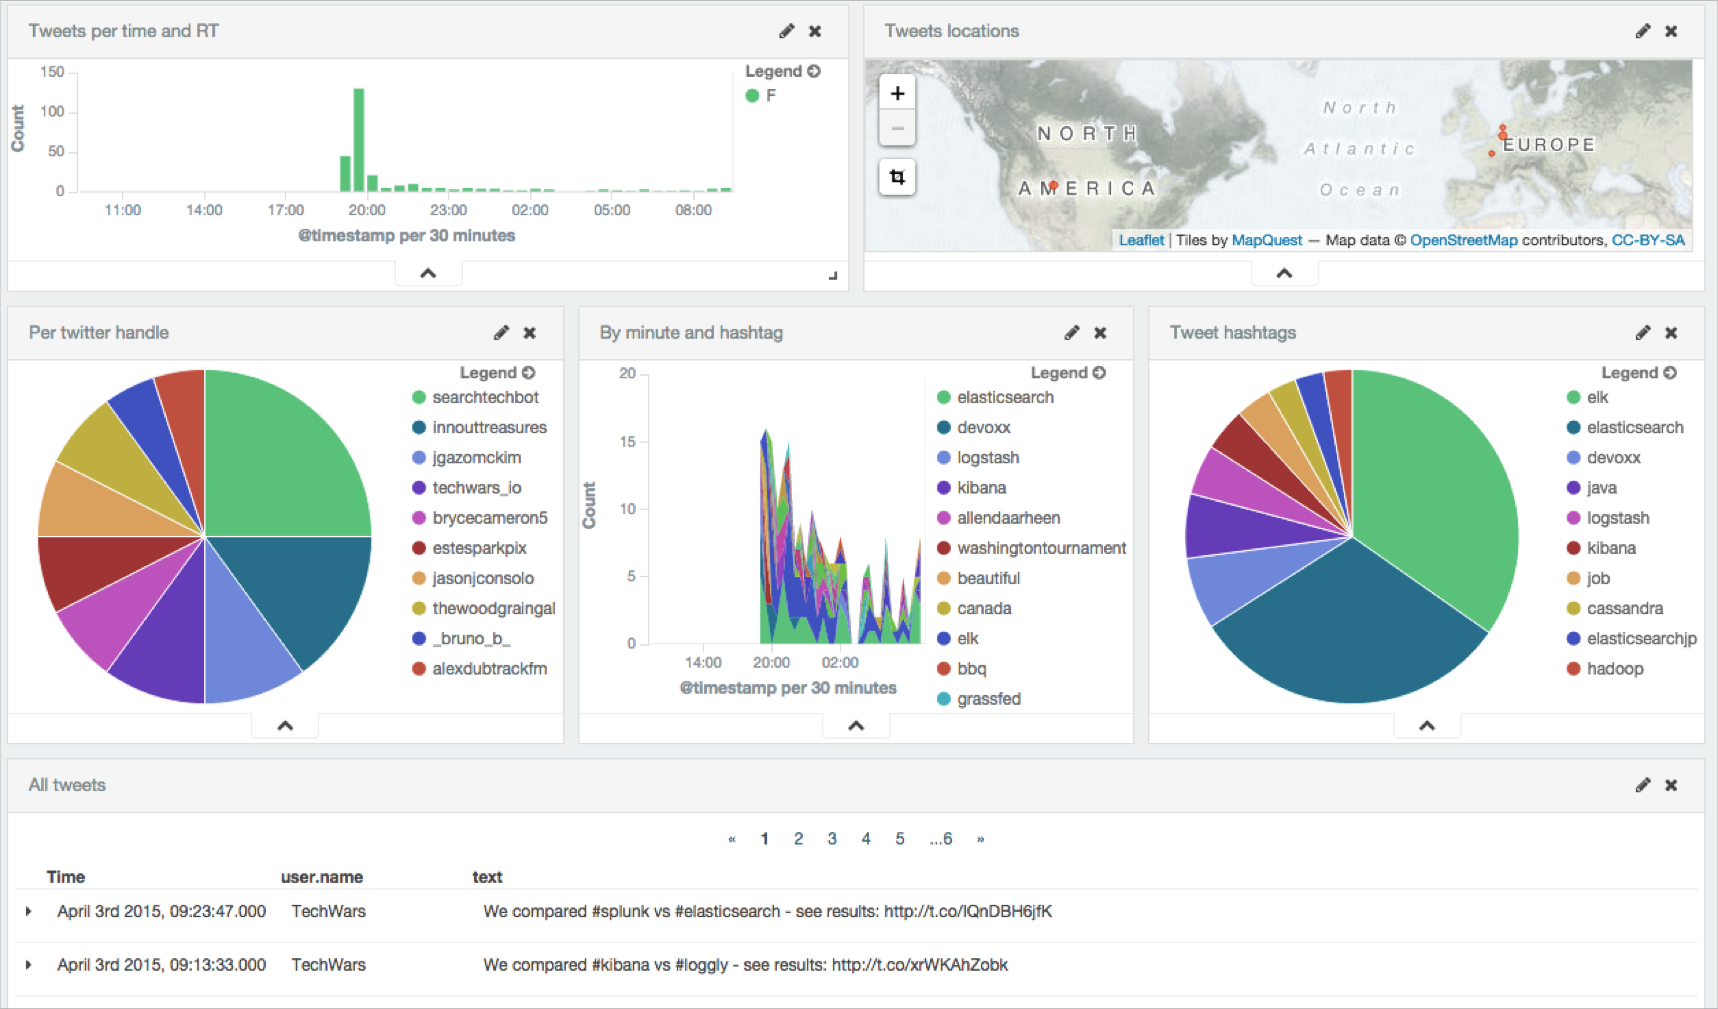 Tweets per time and RT
150
100
50
0
Count
11:00 14:00 17:00 20:00 23:00 02:00 05:00 08:00
@timestamp per 30 minutes
Legend
F
Tweets locations
+
−
NORTH
AMERICA
North
Atlantic
Ocean
EUROPE
Leaflet | Tiles by MapQuest — Map data © OpenStreetMap contributors, CC-BY-SA
Per twitter handle
Legend
searchtechbot
innouttreasures
jgazomckim
techwars_io
brycecameron5
estesparkpix
jasonjconsolo
thewoodgraingal
_bruno_b_
alexdubtrackfm
By minute and hashtag
20
15
10
5
0
Count
14:00 20:00 02:00
@timestamp per 30 minutes
Legend
elasticsearch
devoxx
logstash
kibana
allendaarheen
washingtontournament
beautiful
canada
elk
bbq
grassfed
Tweet hashtags
Legend
elk
elasticsearch
devoxx
java
logstash
kibana
job
cassandra
elasticsearchjp
hadoop
All tweets
« 1 2 3 4 5 ...6 »
Time user.name text
April 3rd 2015, 09:23:47.000 TechWars We compared #splunk vs #elasticsearch - see results: http://t.co/IQnDBH6jfK
April 3rd 2015, 09:13:33.000 TechWars We compared #kibana vs #loggly - see results: http://t.co/xrWKAhZobk